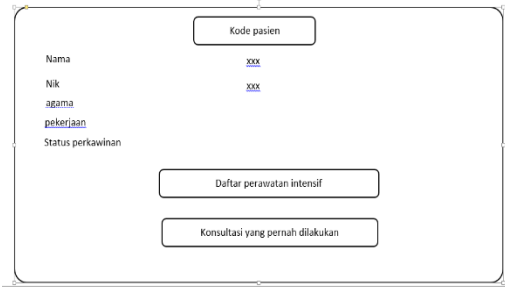 Kode pasien
Nama xxx
Nik xxx
agama
pekerjaan
Status perkawinan
Daftar perawatan intensif
Konsultasi yang pernah dilakukan